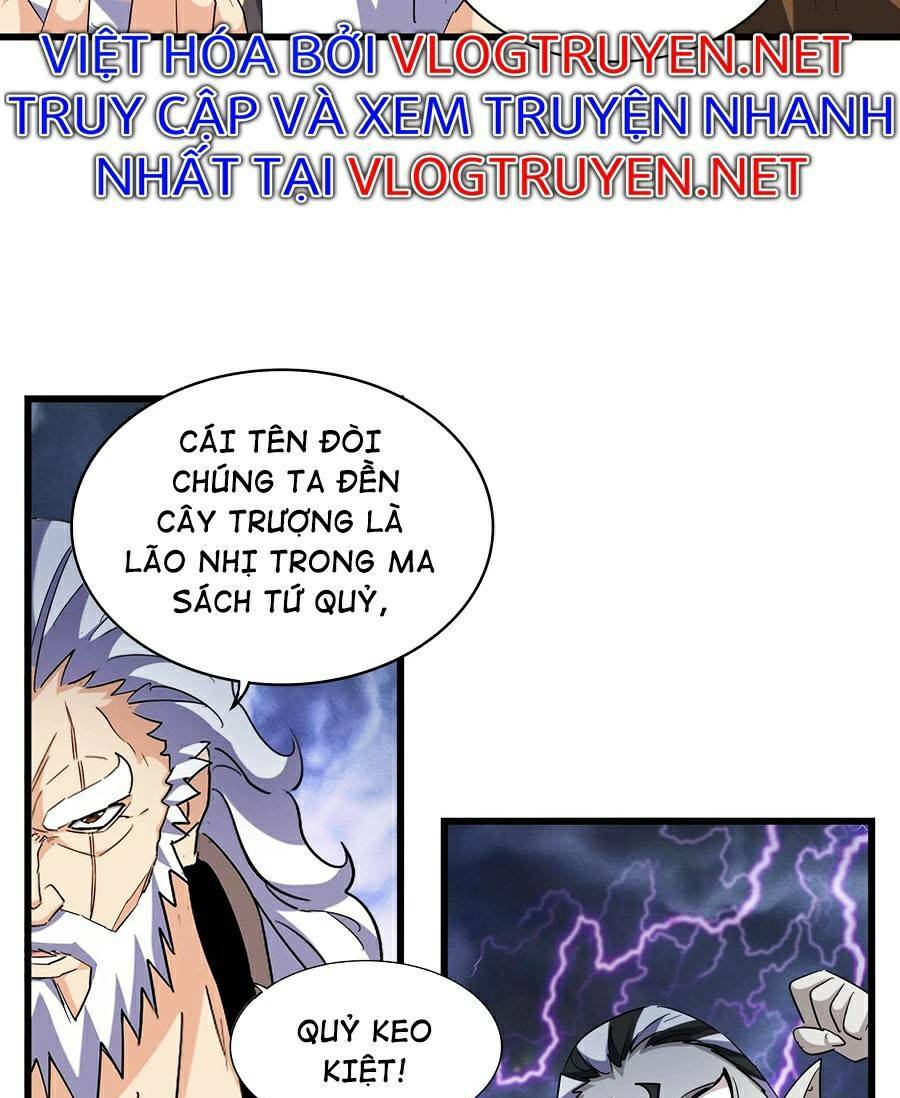 VIỆT HÓA BỞI VLOGTRUYEN.NET
TRUY CẬP VÀ XEM TRUYỆN NHANH
NHẤT TẠI VLOGTRUYEN.NET
CÁI TÊN ĐÒI
CHÚNG TA ĐỀN
CÂY TRƯỢNG LÀ
LÃO NHỊ TRONG MA
SÁCH TỨ QUỶ,
QUỶ KEO
KIỆT!